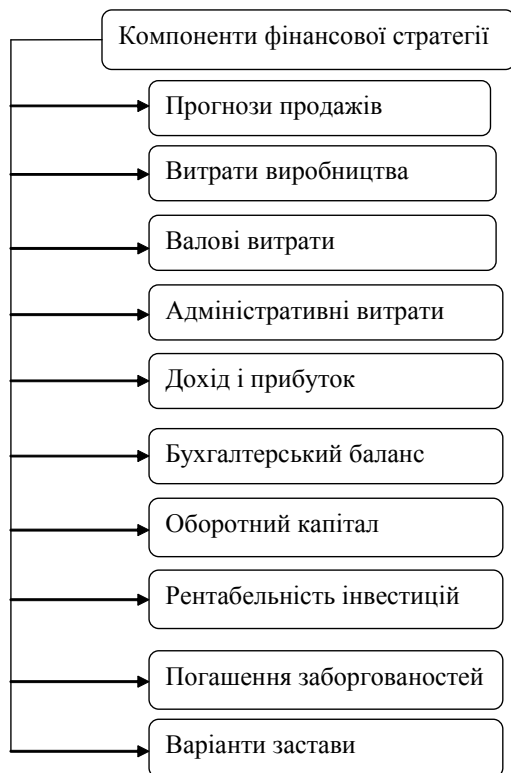 Компоненти фінансової стратегії
Прогнози продажів
Витрати виробництва
Валові витрати
Адміністративні витрати
Дохід і прибуток
Бухгалтерський баланс
Оборотний капітал
Рентабельність інвестицій
Погашення заборгованостей
Варіанти застави